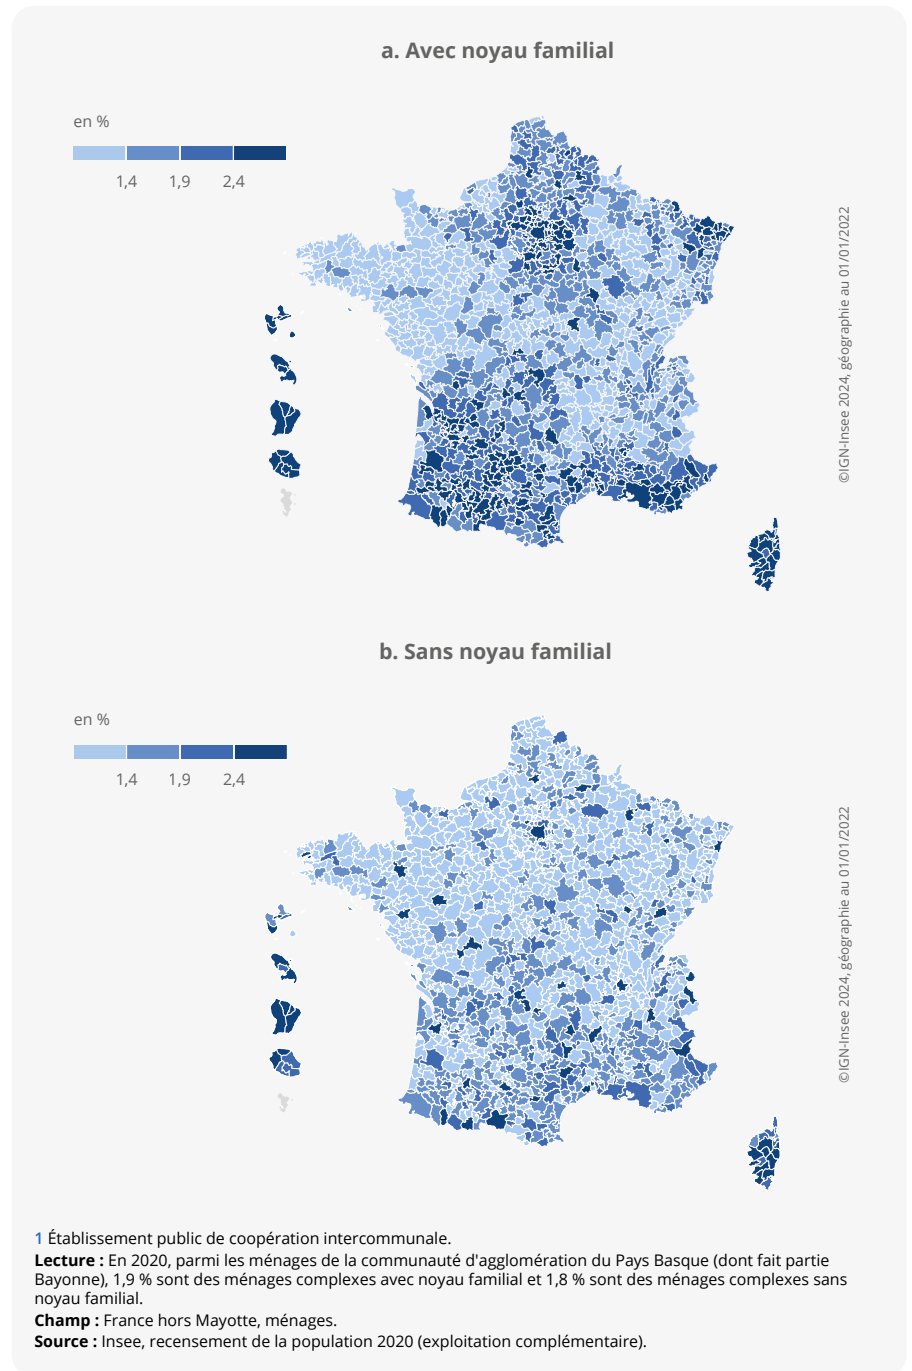 a. Avec noyau familial
en %
1,4 1,9 2,4
©IGN-Insee 2024, géographie au 01/01/2022
b. Sans noyau familial
en %
1,4 1,9 2,4
©IGN-Insee 2024, géographie au 01/01/2022
1 Établissement public de coopération intercommunale.
Lecture : En 2020, parmi les ménages de la communauté d'agglomération du Pays Basque (dont fait partie
Bayonne), 1,9 % sont des ménages complexes avec noyau familial et 1,8 % sont des ménages complexes sans
noyau familial.
Champ : France hors Mayotte, ménages.
Source : Insee, recensement de la population 2020 (exploitation complémentaire).